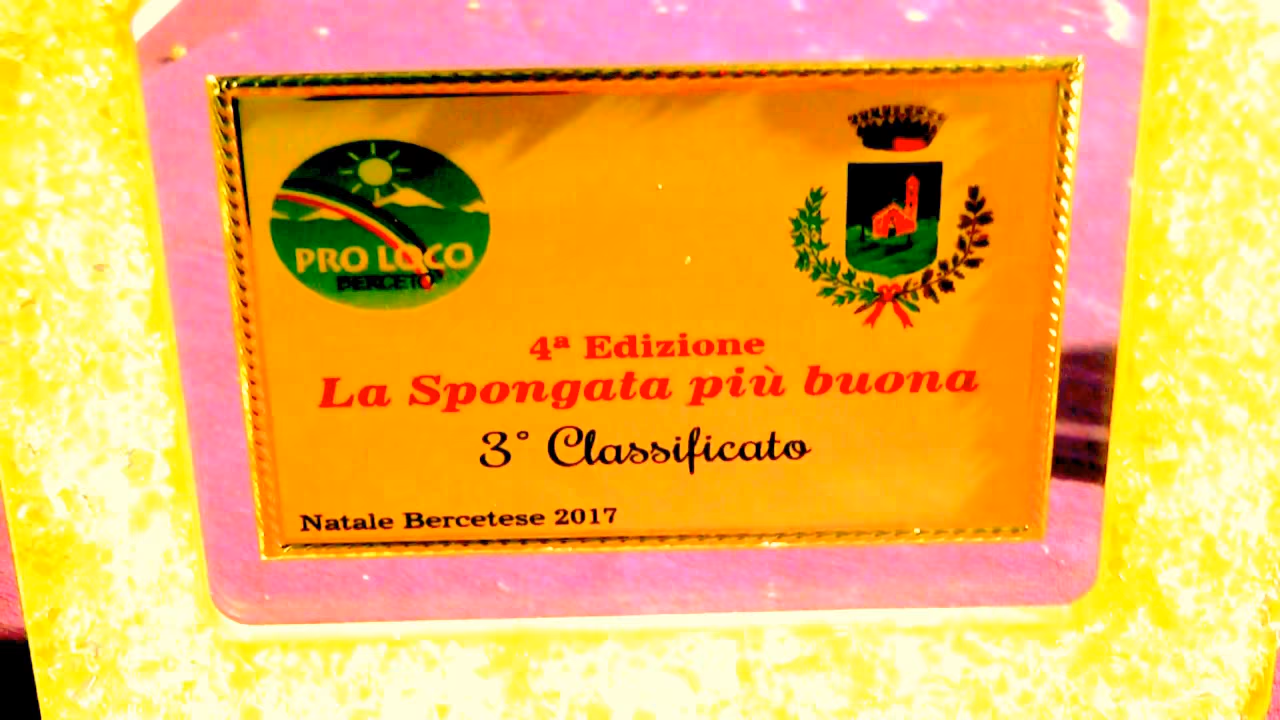 PRO LOCO
BERCETO
4ª Edizione
La Spongata più buona
3° Classificato
Natale Bercetese 2017